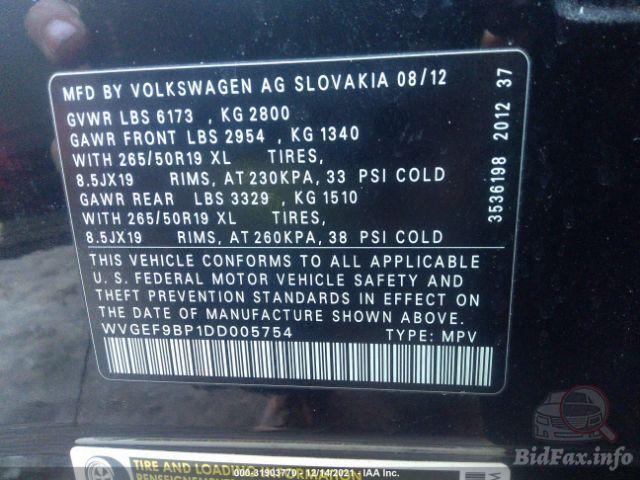 MFD BY VOLKSWAGEN AG SLOVAKIA 08/12
GVWR LBS 6173 , KG 2800
GAWR FRONT LBS 2954 , KG 1340
WITH 265/50R19 XL TIRES,
8.5JX19 RIMS, AT 230KPA, 33 PSI COLD
GAWR REAR LBS 3329 , KG 1510
WITH 265/50R19 XL TIRES,
8.5JX19 RIMS, AT 260KPA, 38 PSI COLD
THIS VEHICLE CONFORMS TO ALL APPLICABLE
U. S. FEDERAL MOTOR VEHICLE SAFETY AND
THEFT PREVENTION STANDARDS IN EFFECT ON
THE DATE OF MANUFACTURE SHOWN ABOVE
WVGEF9BP1DD005754 TYPE: MPV
3536198 2012 37
TIRE AND LOADING INFORMATION
000-31903770 - 12/14/2021 - IAA Inc.
BidFax.info